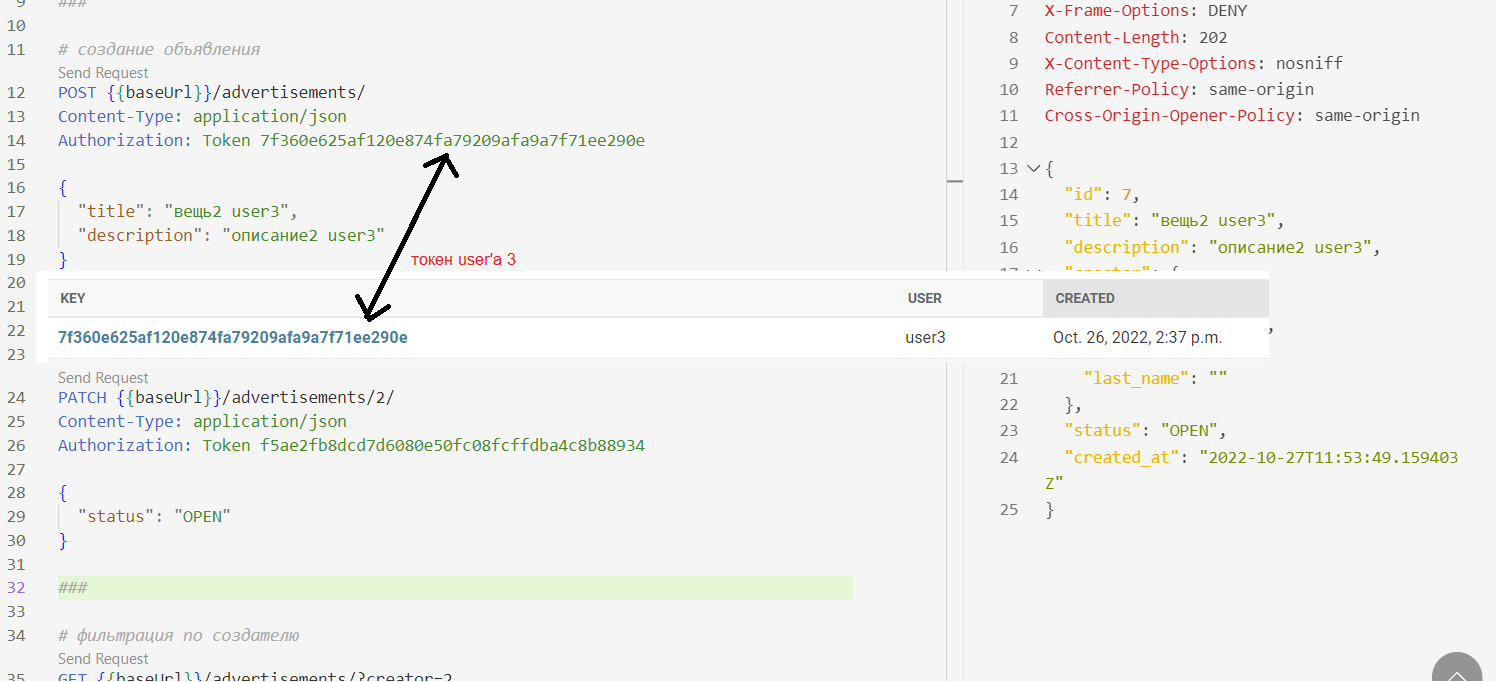 9 ###
10
11 # создание объявления
Send Request
12 POST {{baseUrl}}/advertisements/
13 Content-Type: application/json
14 Authorization: Token 7f360e625af120e874fa79209afa9a7f71ee290e
15
16 {
17 "title": "вещь2 user3",
18 "description": "описание2 user3"
19 }
токен user'а 3
20
21
22
23
KEY USER CREATED
7f360e625af120e874fa79209afa9a7f71ee290e user3 Oct. 26, 2022, 2:37 p.m.
Send Request
24 PATCH {{baseUrl}}/advertisements/2/
25 Content-Type: application/json
26 Authorization: Token f5ae2fb8dcd7d6080e50fc08fcffdba4c8b88934
27
28 {
29 "status": "OPEN"
30 }
31
32 ###
33
34 # фильтрация по создателю
Send Request
35 GET {{baseUrl}}/advertisements/?creator=2
7 X-Frame-Options: DENY
8 Content-Length: 202
9 X-Content-Type-Options: nosniff
10 Referrer-Policy: same-origin
11 Cross-Origin-Opener-Policy: same-origin
12
13 {
14 "id": 7,
15 "title": "вещь2 user3",
16 "description": "описание2 user3",
17 "creator": {
,
21 "last_name": ""
22 },
23 "status": "OPEN",
24 "created_at": "2022-10-27T11:53:49.159403
Z"
25 }